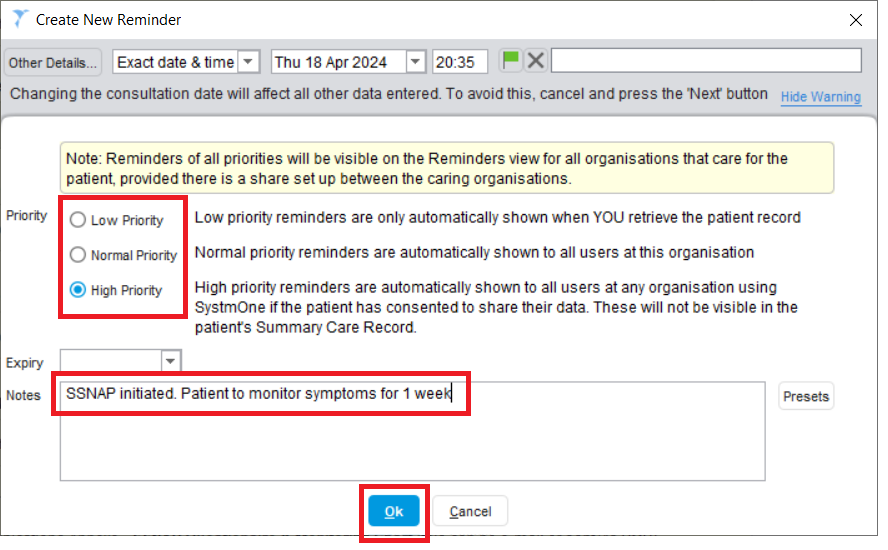 Create New Reminder
Other Details... Exact date & time Thu 18 Apr 2024 20:35
Changing the consultation date will affect all other data entered. To avoid this, cancel and press the 'Next' button Hide Warning
Note: Reminders of all priorities will be visible on the Reminders view for all organisations that care for the
patient, provided there is a share set up between the caring organisations.
Priority Low Priority Low priority reminders are only automatically shown when YOU retrieve the patient record
Normal Priority Normal priority reminders are automatically shown to all users at this organisation
High Priority High priority reminders are automatically shown to all users at any organisation using
SystmOne if the patient has consented to share their data. These will not be visible in the
patient's Summary Care Record.
Expiry
Notes SSNAP initiated. Patient to monitor symptoms for 1 week Presets
Ok Cancel